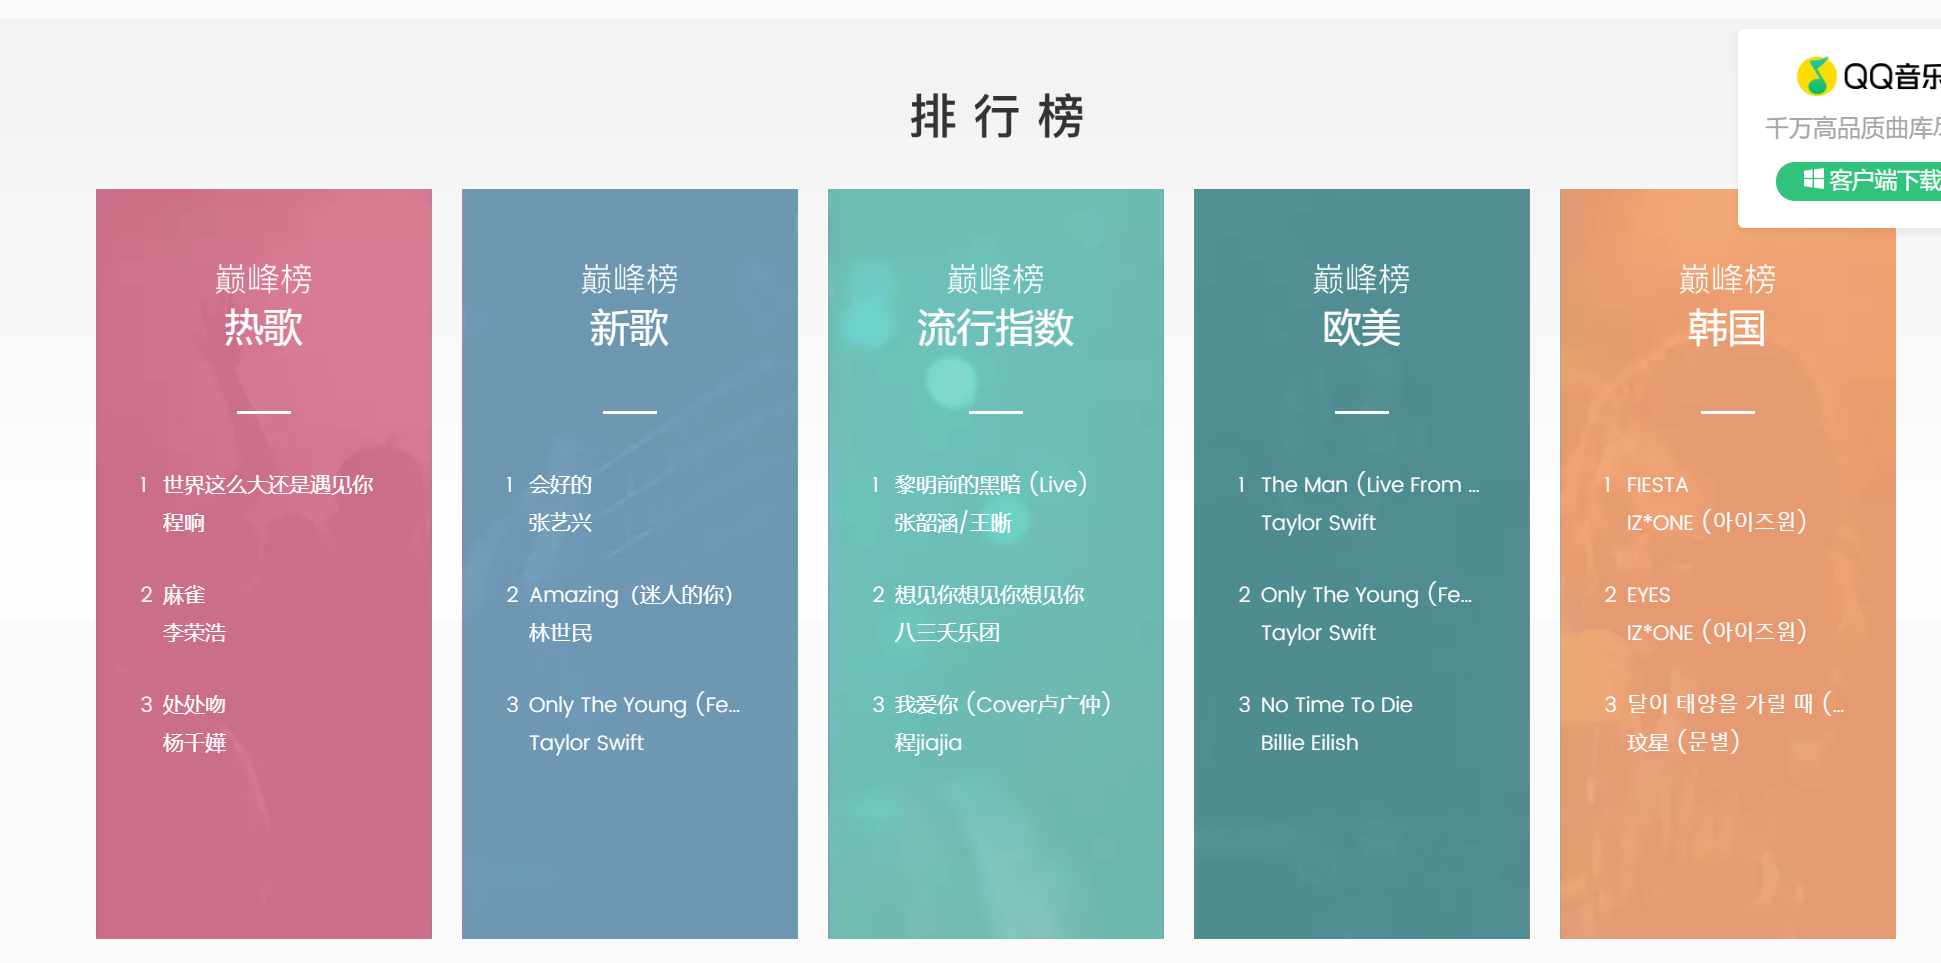 排行榜
QQ音乐
千万高品质曲库尽
客户端下载
巅峰榜
热歌
1 世界这么大还是遇见你
程响
2 麻雀
李荣浩
3 处处吻
杨千嬅
巅峰榜
新歌
1 会好的
张艺兴
2 Amazing（迷人的你）
林世民
3 Only The Young (Fe...
Taylor Swift
巅峰榜
流行指数
1 黎明前的黑暗 (Live)
张韶涵/王晰
2 想见你想见你想见你
八三夭乐团
3 我爱你 (Cover卢广仲)
程jiajia
巅峰榜
欧美
1 The Man (Live From ...
Taylor Swift
2 Only The Young (Fe...
Taylor Swift
3 No Time To Die
Billie Eilish
巅峰榜
韩国
1 FIESTA
IZ*ONE (아이즈원)
2 EYES
IZ*ONE (아이즈원)
3 달이 태양을 가릴 때 (...
玟星 (문별)